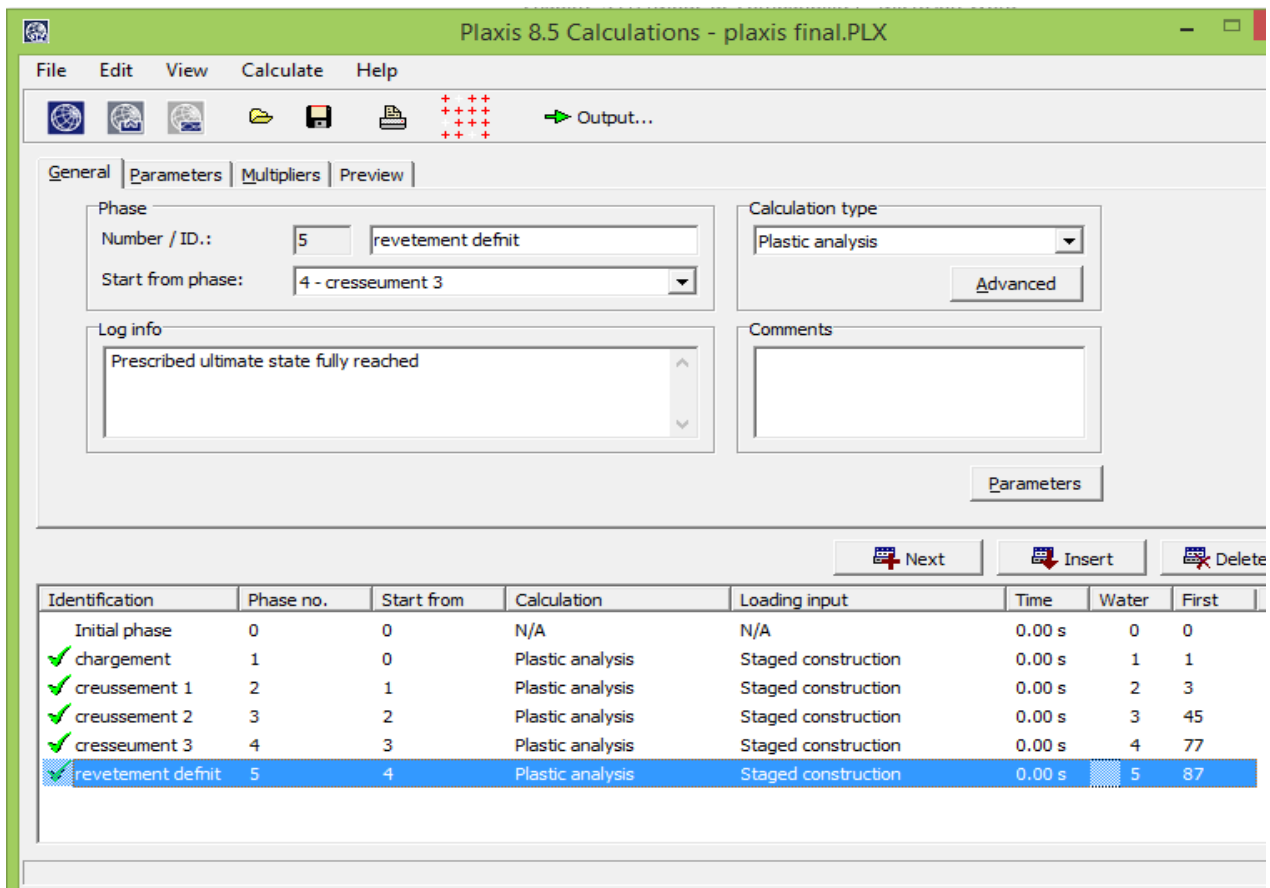 Plaxis 8.5 Calculations - plaxis final.PLX
File Edit View Calculate Help
Output...
General Parameters Multipliers Preview
Phase
Number / ID.: 5 revetement defnit
Start from phase: 4 - cresseument 3
Calculation type
Plastic analysis
Advanced
Log info
Prescribed ultimate state fully reached
Comments
Parameters
Next Insert Delete
Identification Phase no. Start from Calculation Loading input Time Water First
Initial phase 0 0 N/A N/A 0.00 s 0 0
chargement 1 0 Plastic analysis Staged construction 0.00 s 1 1
creussement 1 2 1 Plastic analysis Staged construction 0.00 s 2 3
creussement 2 3 2 Plastic analysis Staged construction 0.00 s 3 45
cresseument 3 4 3 Plastic analysis Staged construction 0.00 s 4 77
revetement defnit 5 4 Plastic analysis Staged construction 0.00 s 5 87